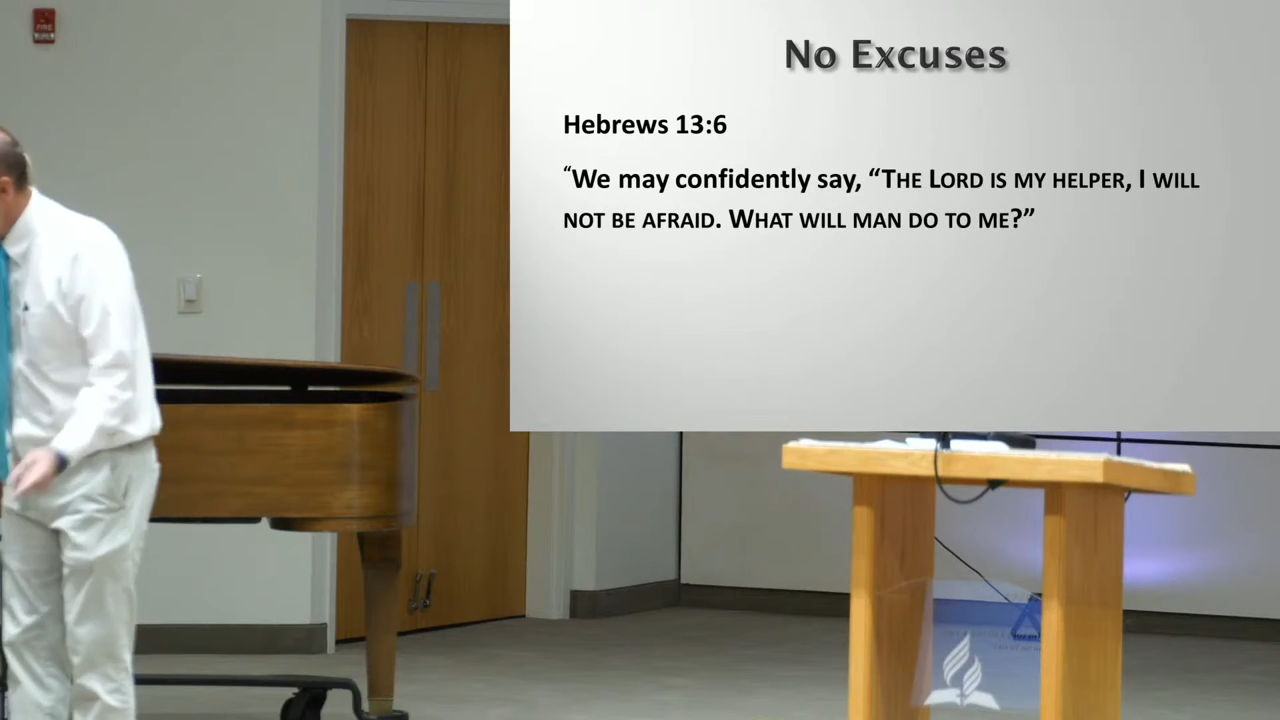 FIRE
No Excuses
Hebrews 13:6
“We may confidently say, “THE LORD IS MY HELPER, I WILL
NOT BE AFRAID. WHAT WILL MAN DO TO ME?”